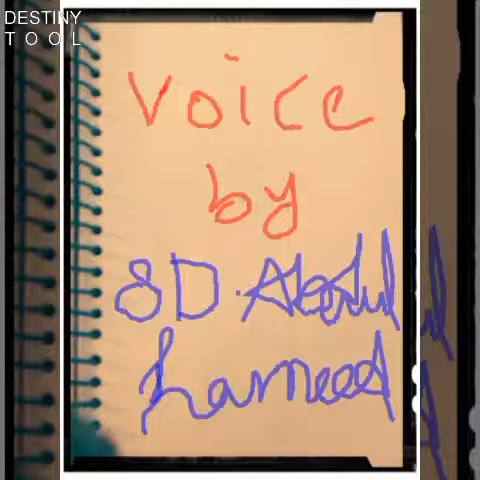 DESTINY
TOOL
Voice
by
SD.Abdul
hameed